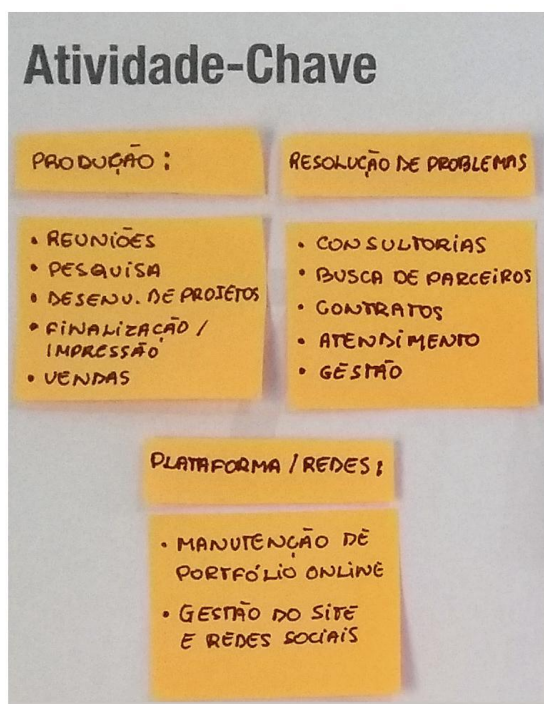 Atividade-Chave
PRODUÇÃO:
• REUNIÕES
• PESQUISA
• DESENV. DE PROJETOS
• FINALIZAÇÃO /
IMPRESSÃO
• VENDAS
RESOLUÇÃO DE PROBLEMAS
• CONSULTORIAS
• BUSCA DE PARCEIROS
• CONTRATOS
• ATENDIMENTO
• GESTÃO
PLATAFORMA / REDES:
• MANUTENÇÃO DE
PORTFÓLIO ONLINE
• GESTÃO DO SITE
E REDES SOCIAIS